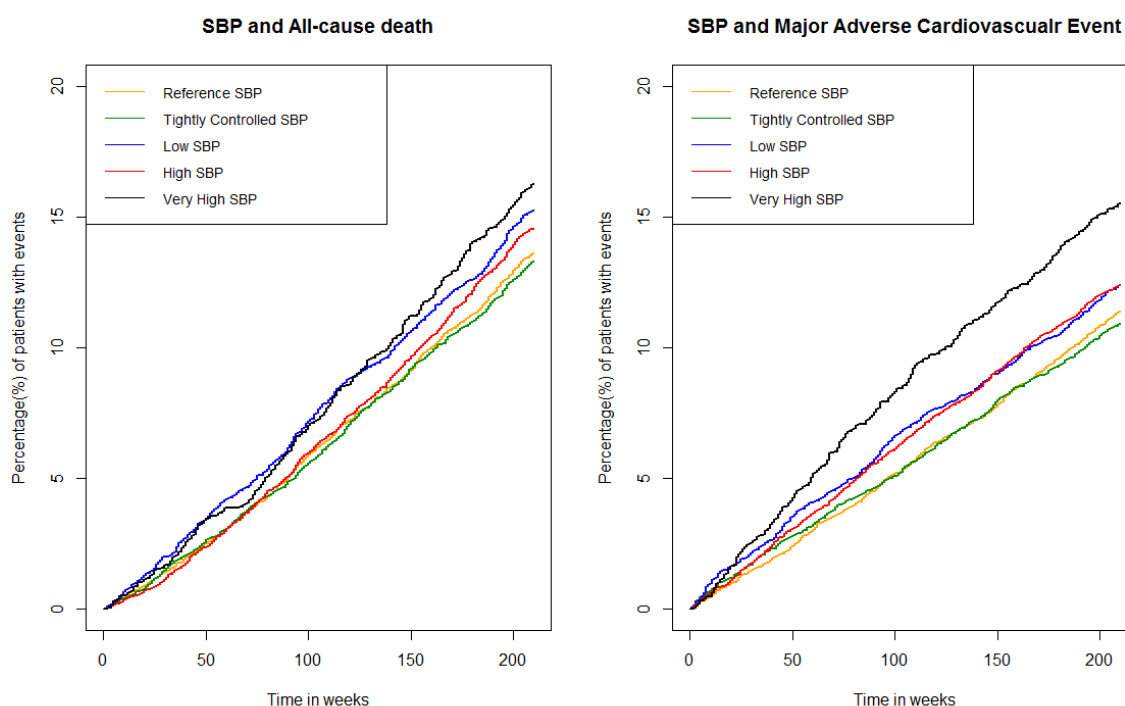 SBP and All-cause death
Reference SBP
Tightly Controlled SBP
Low SBP
High SBP
Very High SBP
Percentage(%) of patients with events
20
15
10
5
0
0 50 100 150 200
Time in weeks
SBP and Major Adverse Cardiovascualr Event
Reference SBP
Tightly Controlled SBP
Low SBP
High SBP
Very High SBP
Percentage(%) of patients with events
20
15
10
5
0
0 50 100 150 200
Time in weeks